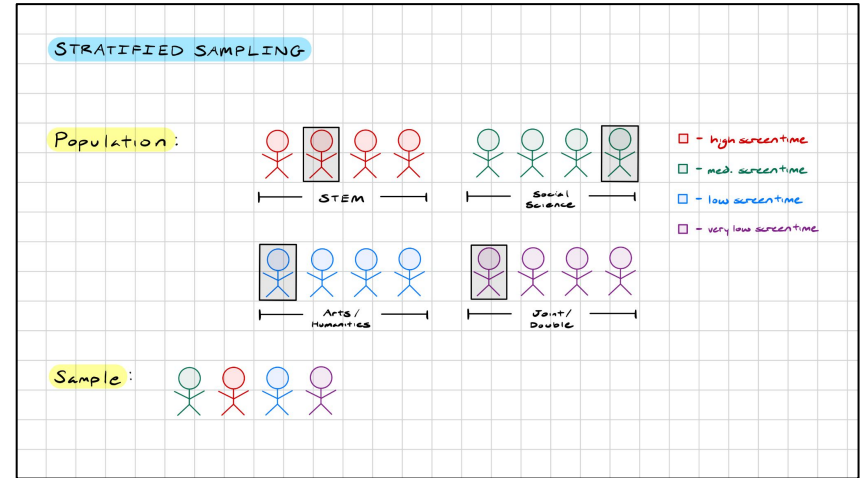 STRATIFIED SAMPLING
Population:
STEM
Social
Science
- high screentime
- med. screentime
- low screentime
- very low screentime
Arts/
Humanities
Joint/
Double
Sample: